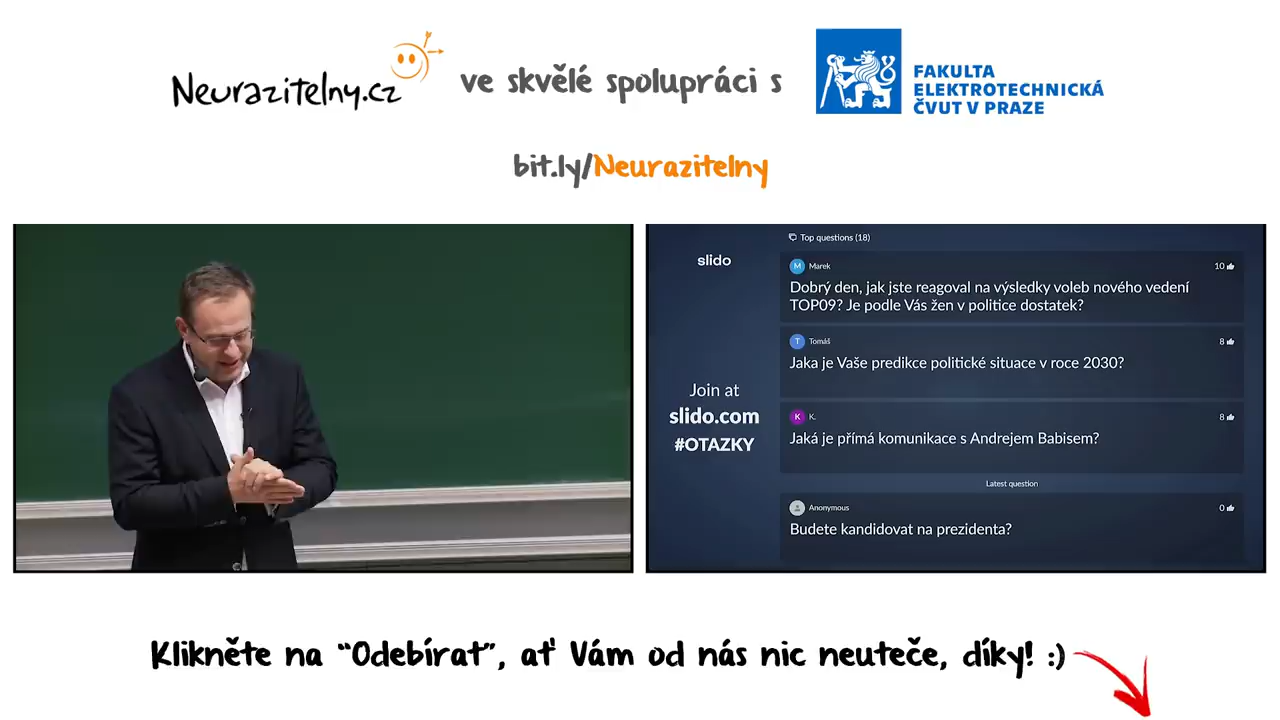 Neurazitelny.cz ve skvělé spolupráci s
FAKULTA
ELEKTROTECHNICKÁ
ČVUT V PRAZE
bit.ly/Neurazitelny
slido
Join at
slido.com
#OTAZKY
Top questions (18)
M Marek 10
Dobrý den, jak jste reagoval na výsledky voleb nového vedení
TOP09? Je podle Vás žen v politice dostatek?
T Tomáš 8
Jaka je Vaše predikce politické situace v roce 2030?
K K. 8
Jaká je přímá komunikace s Andrejem Babisem?
Latest question
Anonymous 0
Budete kandidovat na prezidenta?
Klikněte na “Odebírat”, ať Vám od nás nic neuteče, díky! :)